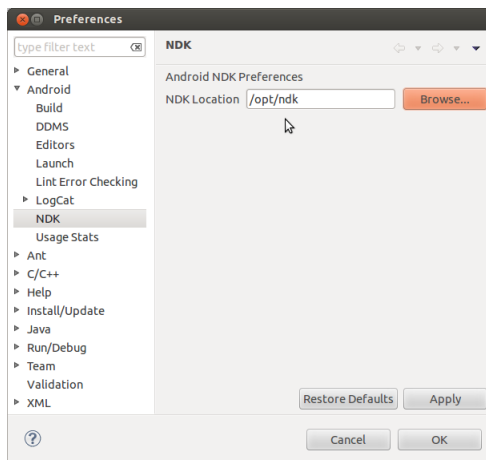 Preferences
type filter text
General
Android
Build
DDMS
Editors
Launch
Lint Error Checking
LogCat
NDK
Usage Stats
Ant
C/C++
Help
Install/Update
Java
Run/Debug
Team
Validation
XML
NDK
Android NDK Preferences
NDK Location /opt/ndk Browse...
Restore Defaults Apply
? Cancel OK